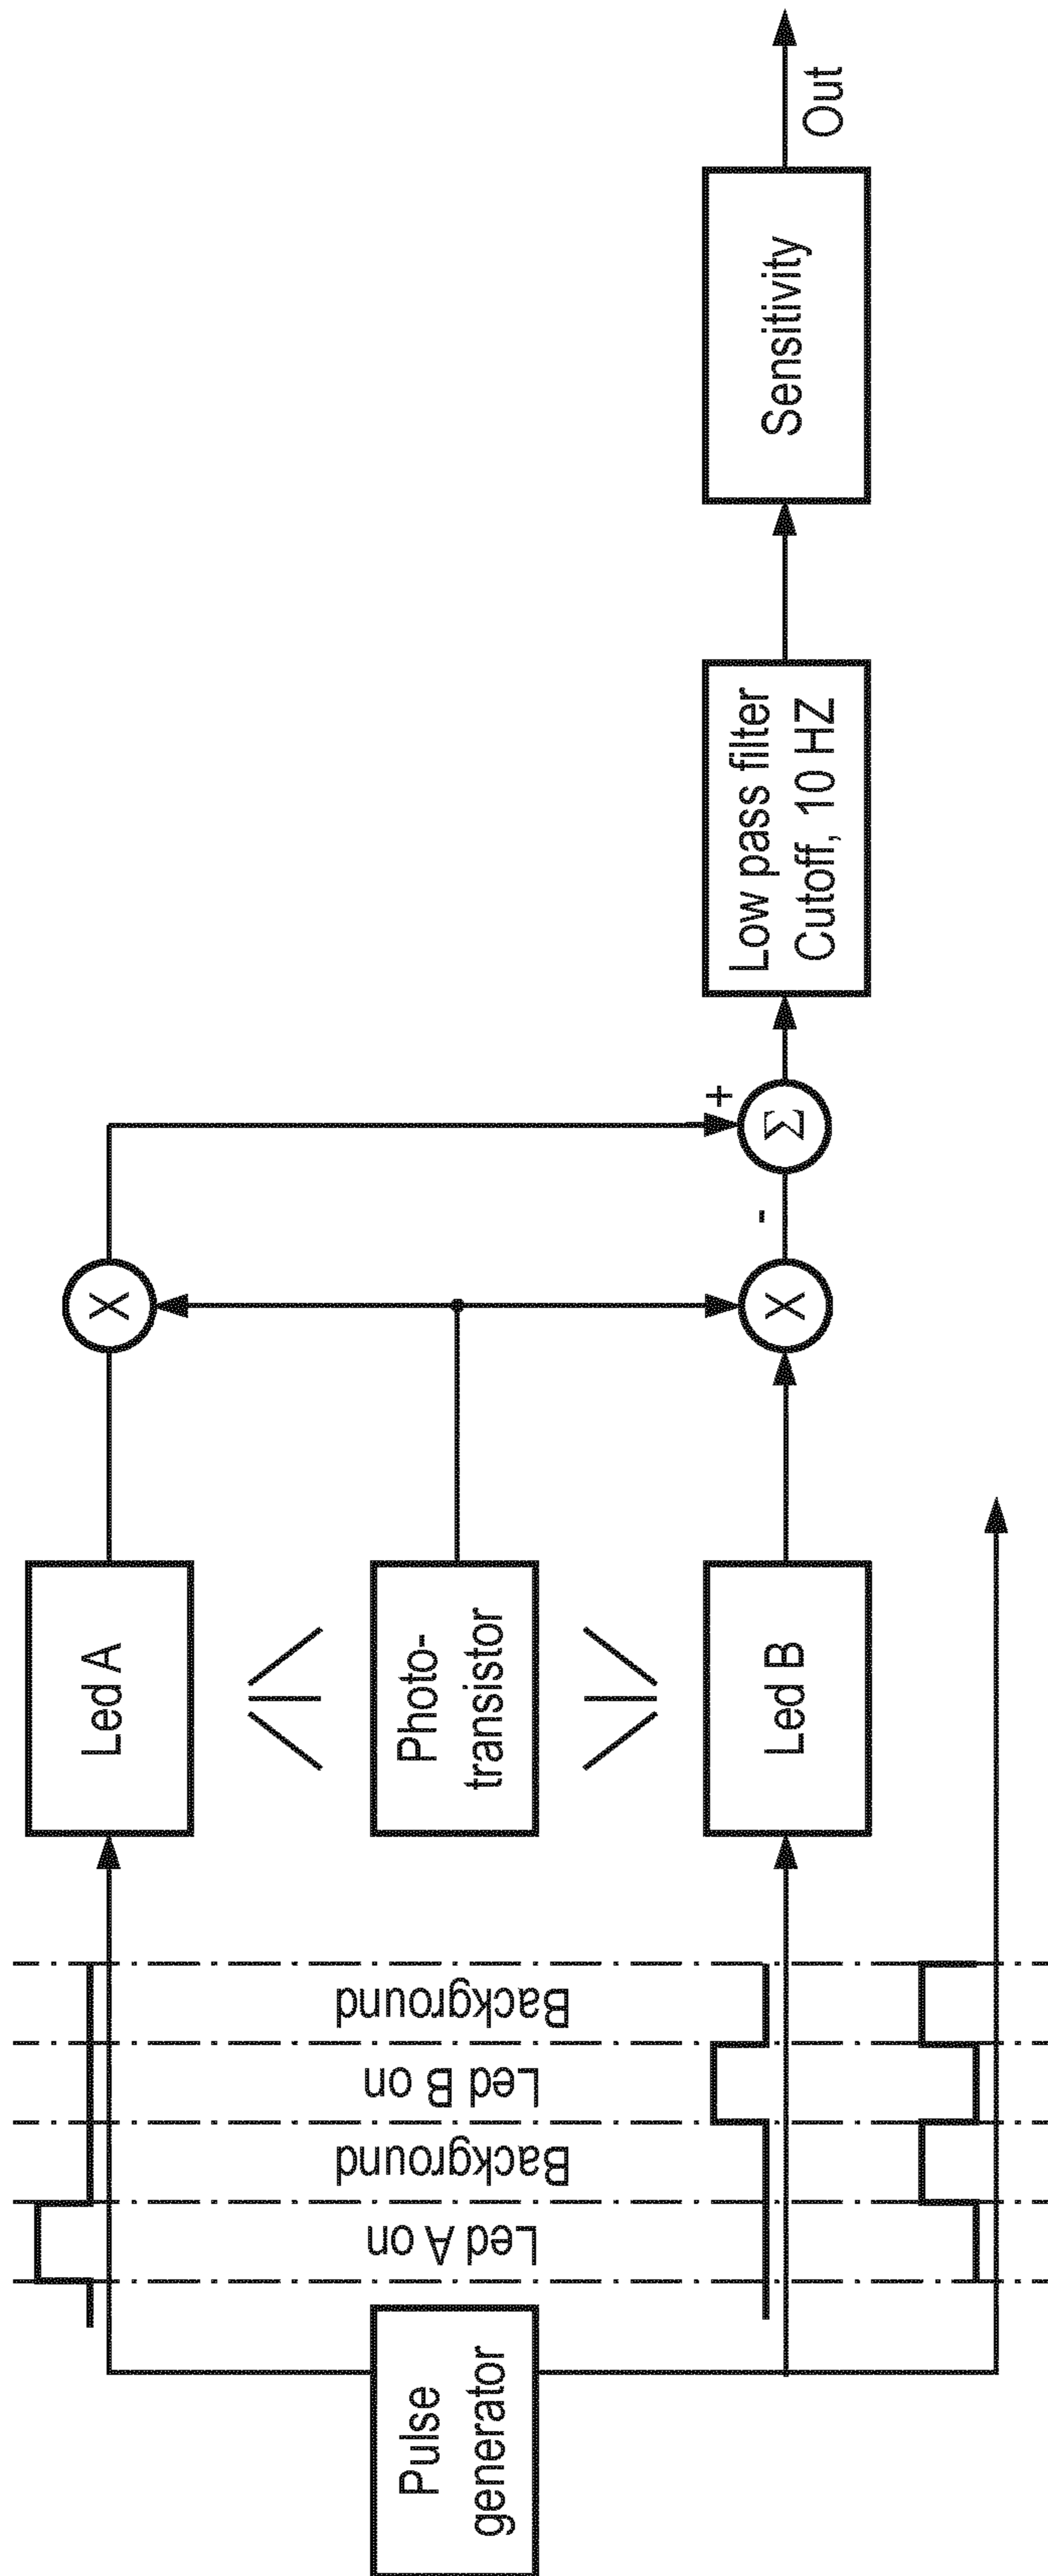 Pulse
generator
Led A on
Background
Led B on
Background
Led A
Photo-
transistor
Led B
X
X
+
-
Σ
Low pass filter
Cutoff, 10 HZ
Sensitivity
Out